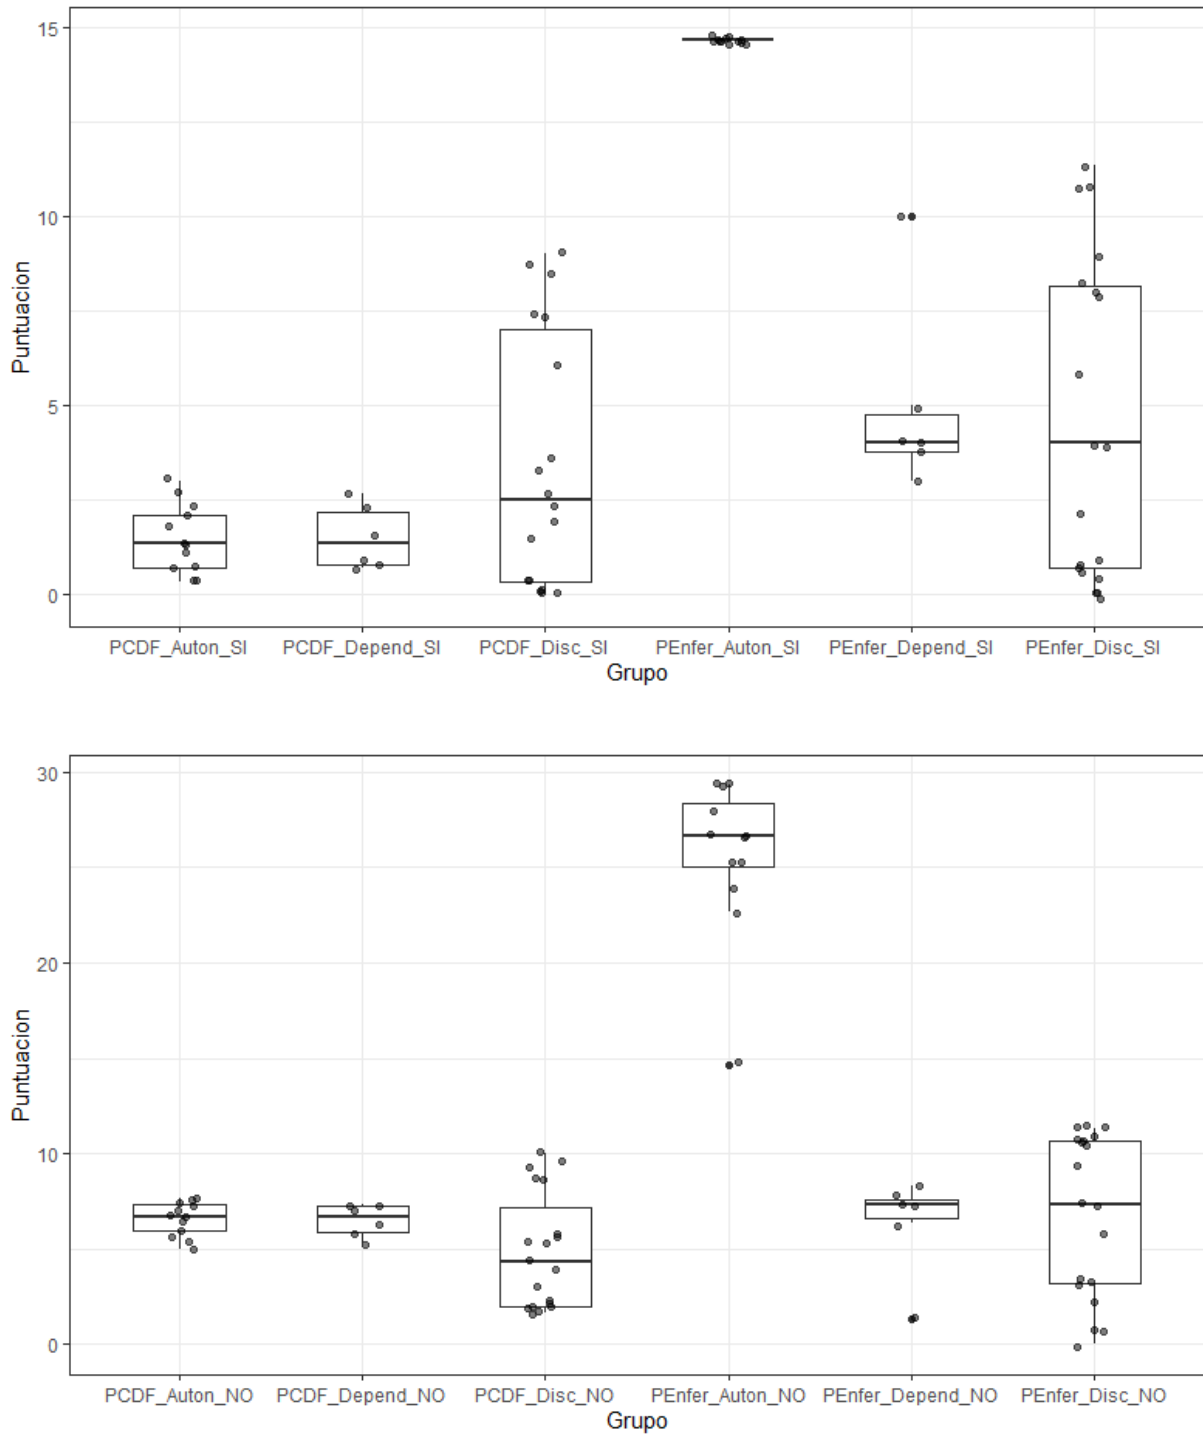 15
10
5
0
Puntuacion
PCDF_Auton_SI PCDF_Depend_SI PCDF_Disc_SI PEnfer_Auton_SI PEnfer_Depend_SI PEnfer_Disc_SI
Grupo
30
20
10
0
Puntuacion
PCDF_Auton_NO PCDF_Depend_NO PCDF_Disc_NO PEnfer_Auton_NO PEnfer_Depend_NO PEnfer_Disc_NO
Grupo